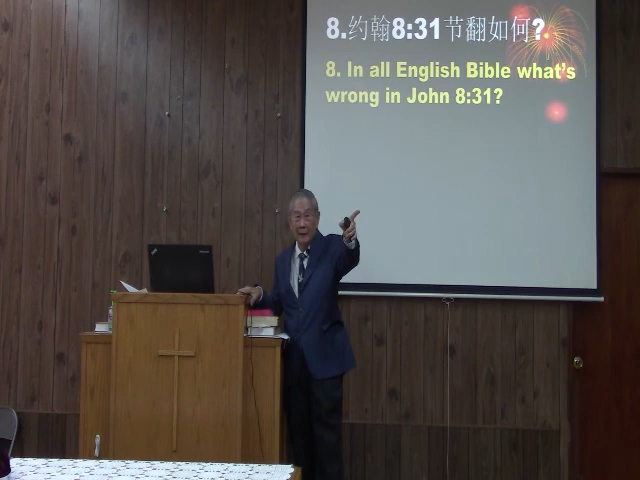 8.约翰8:31节翻如何?
8. In all English Bible what's
wrong in John 8:31?